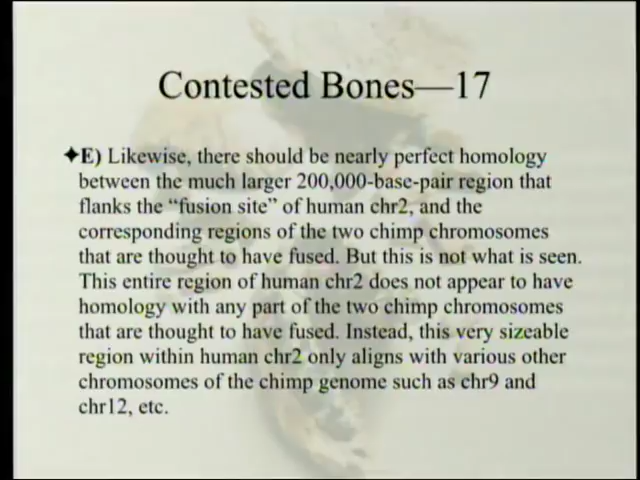 Contested Bones—17
✦E) Likewise, there should be nearly perfect homology
between the much larger 200,000-base-pair region that
flanks the “fusion site” of human chr2, and the
corresponding regions of the two chimp chromosomes
that are thought to have fused. But this is not what is seen.
This entire region of human chr2 does not appear to have
homology with any part of the two chimp chromosomes
that are thought to have fused. Instead, this very sizeable
region within human chr2 only aligns with various other
chromosomes of the chimp genome such as chr9 and
chr12, etc.